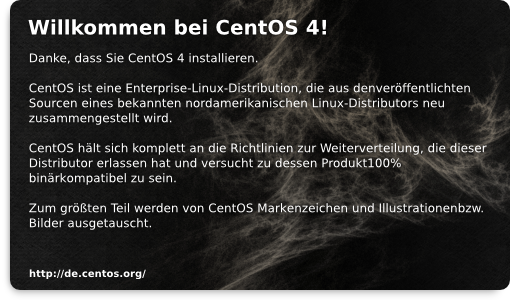 Willkommen bei CentOS 4!
Danke, dass Sie CentOS 4 installieren.
CentOS ist eine Enterprise-Linux-Distribution, die aus denveröffentlichten
Sourcen eines bekannten nordamerikanischen Linux-Distributors neu
zusammengestellt wird.
CentOS hält sich komplett an die Richtlinien zur Weiterverteilung, die dieser
Distributor erlassen hat und versucht zu dessen Produkt100%
binärkompatibel zu sein.
Zum größten Teil werden von CentOS Markenzeichen und Illustrationenbzw.
Bilder ausgetauscht.
http://de.centos.org/